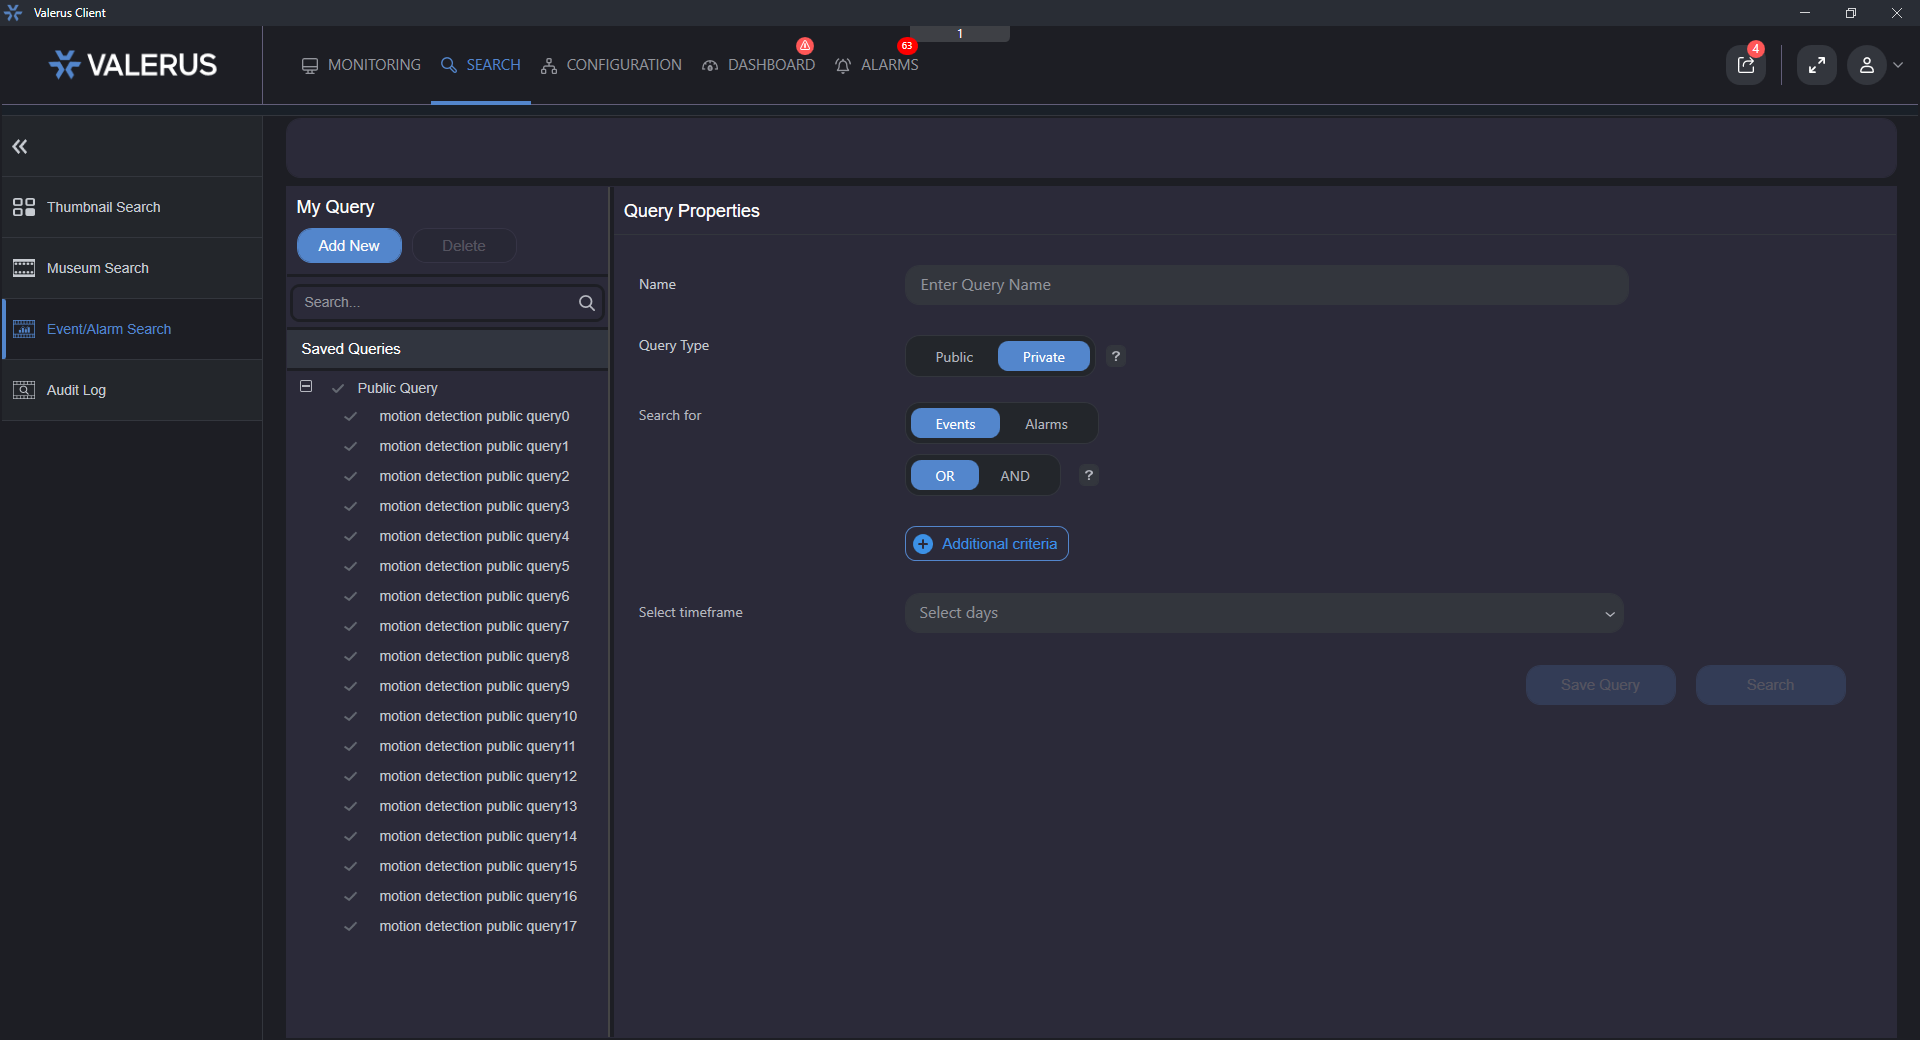 Valerus Client
1
VALERUS
MONITORING
SEARCH
CONFIGURATION
DASHBOARD
ALARMS
63
4
Thumbnail Search
Museum Search
Event/Alarm Search
Audit Log
My Query
Add New
Delete
Search...
Saved Queries
Public Query
motion detection public query0
motion detection public query1
motion detection public query2
motion detection public query3
motion detection public query4
motion detection public query5
motion detection public query6
motion detection public query7
motion detection public query8
motion detection public query9
motion detection public query10
motion detection public query11
motion detection public query12
motion detection public query13
motion detection public query14
motion detection public query15
motion detection public query16
motion detection public query17
Query Properties
Name
Enter Query Name
Query Type
Public
Private
?
Search for
Events
Alarms
OR
AND
?
Additional criteria
Select timeframe
Select days
Save Query
Search